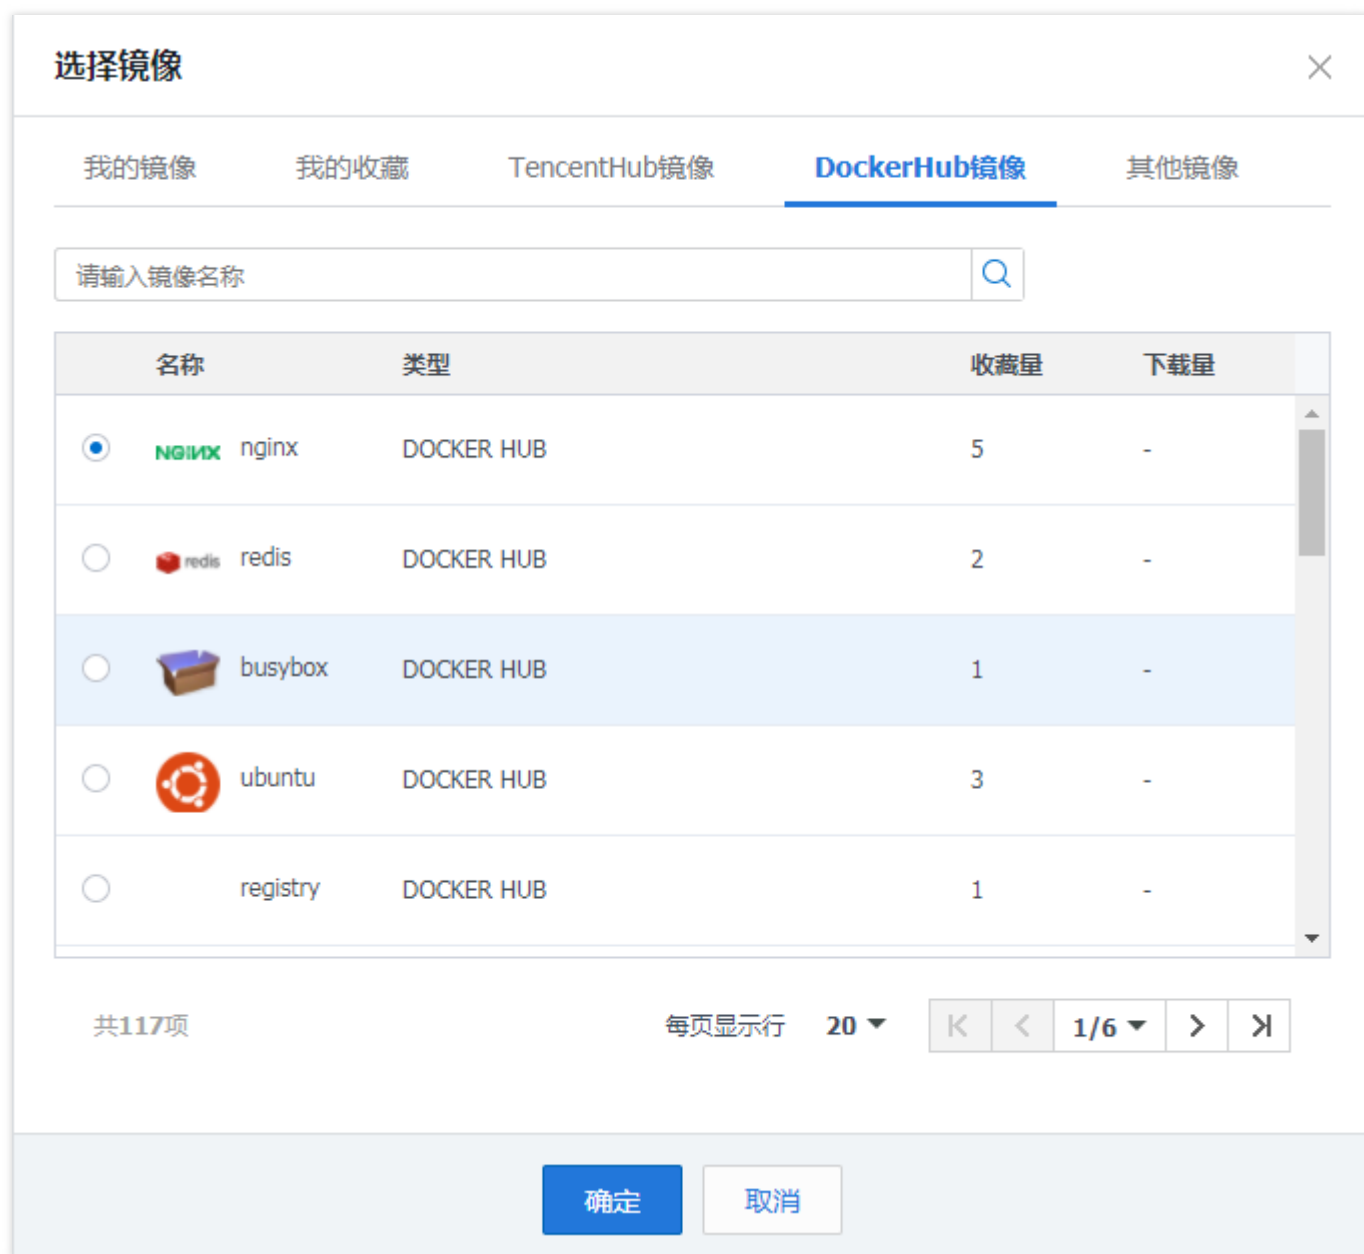 选择镜像
我的镜像 我的收藏 TencentHub镜像 DockerHub镜像 其他镜像
请输入镜像名称
名称 类型 收藏量 下载量
NGINX nginx DOCKER HUB 5 -
redis redis DOCKER HUB 2 -
busybox DOCKER HUB 1 -
ubuntu DOCKER HUB 3 -
registry DOCKER HUB 1 -
共117项 每页显示行 20 1/6
确定 取消